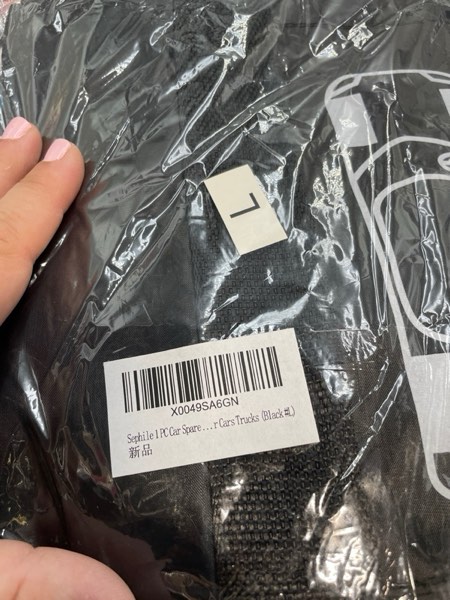 L
X0049SA6GN
Sephile 1 PC Car Spare...r Cars Trucks (Black #L)
新品